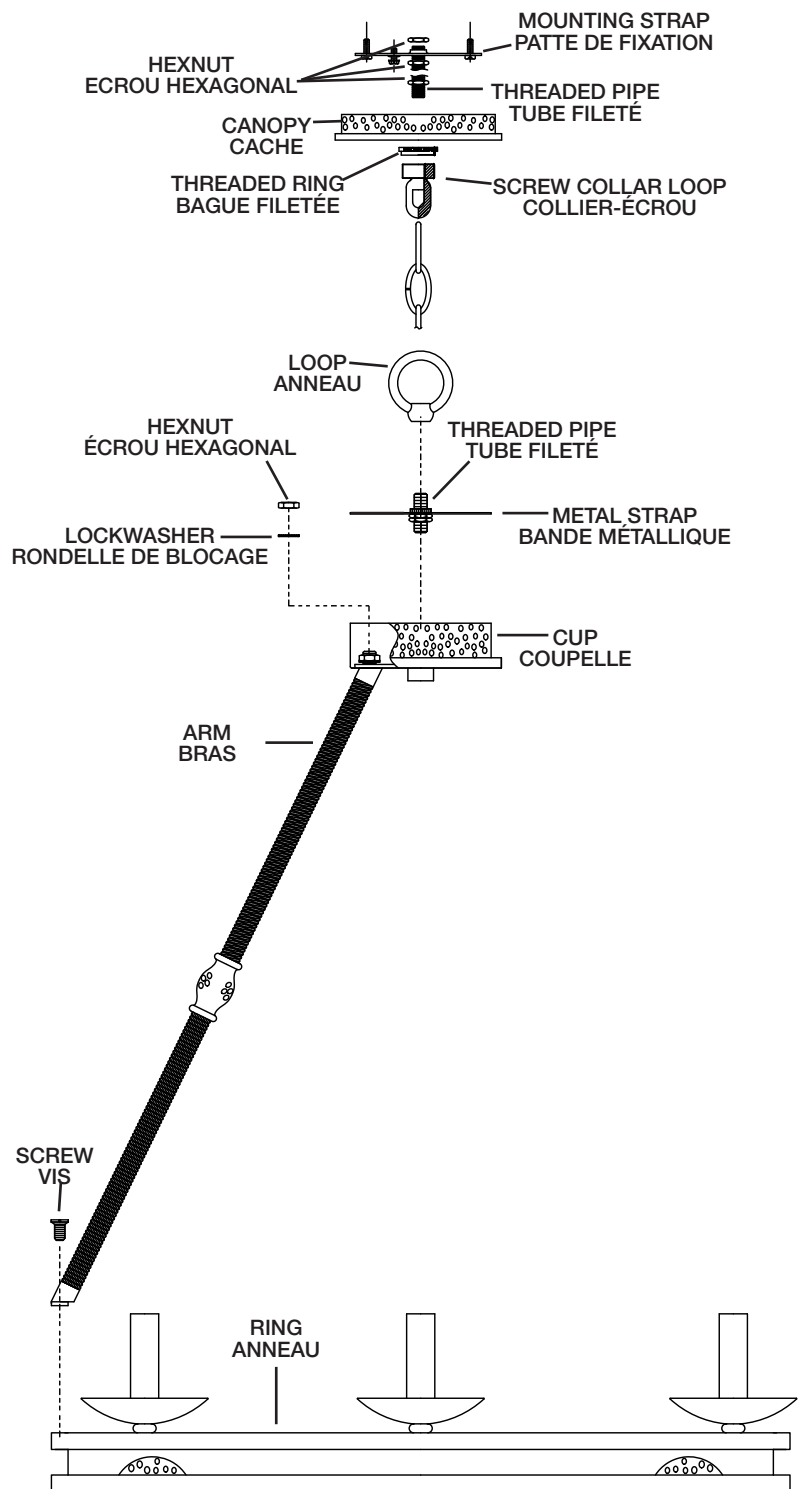 MOUNTING STRAP
PATTE DE FIXATION
HEXNUT
ECROU HEXAGONAL
THREADED PIPE
TUBE FILETÉ
CANOPY
CACHE
THREADED RING
BAGUE FILETÉE
SCREW COLLAR LOOP
COLLIER-ÉCROU
LOOP
ANNEAU
HEXNUT
ÉCROU HEXAGONAL
THREADED PIPE
TUBE FILETÉ
LOCKWASHER
RONDELLE DE BLOCAGE
METAL STRAP
BANDE MÉTALLIQUE
CUP
COUPELLE
ARM
BRAS
SCREW
VIS
RING
ANNEAU